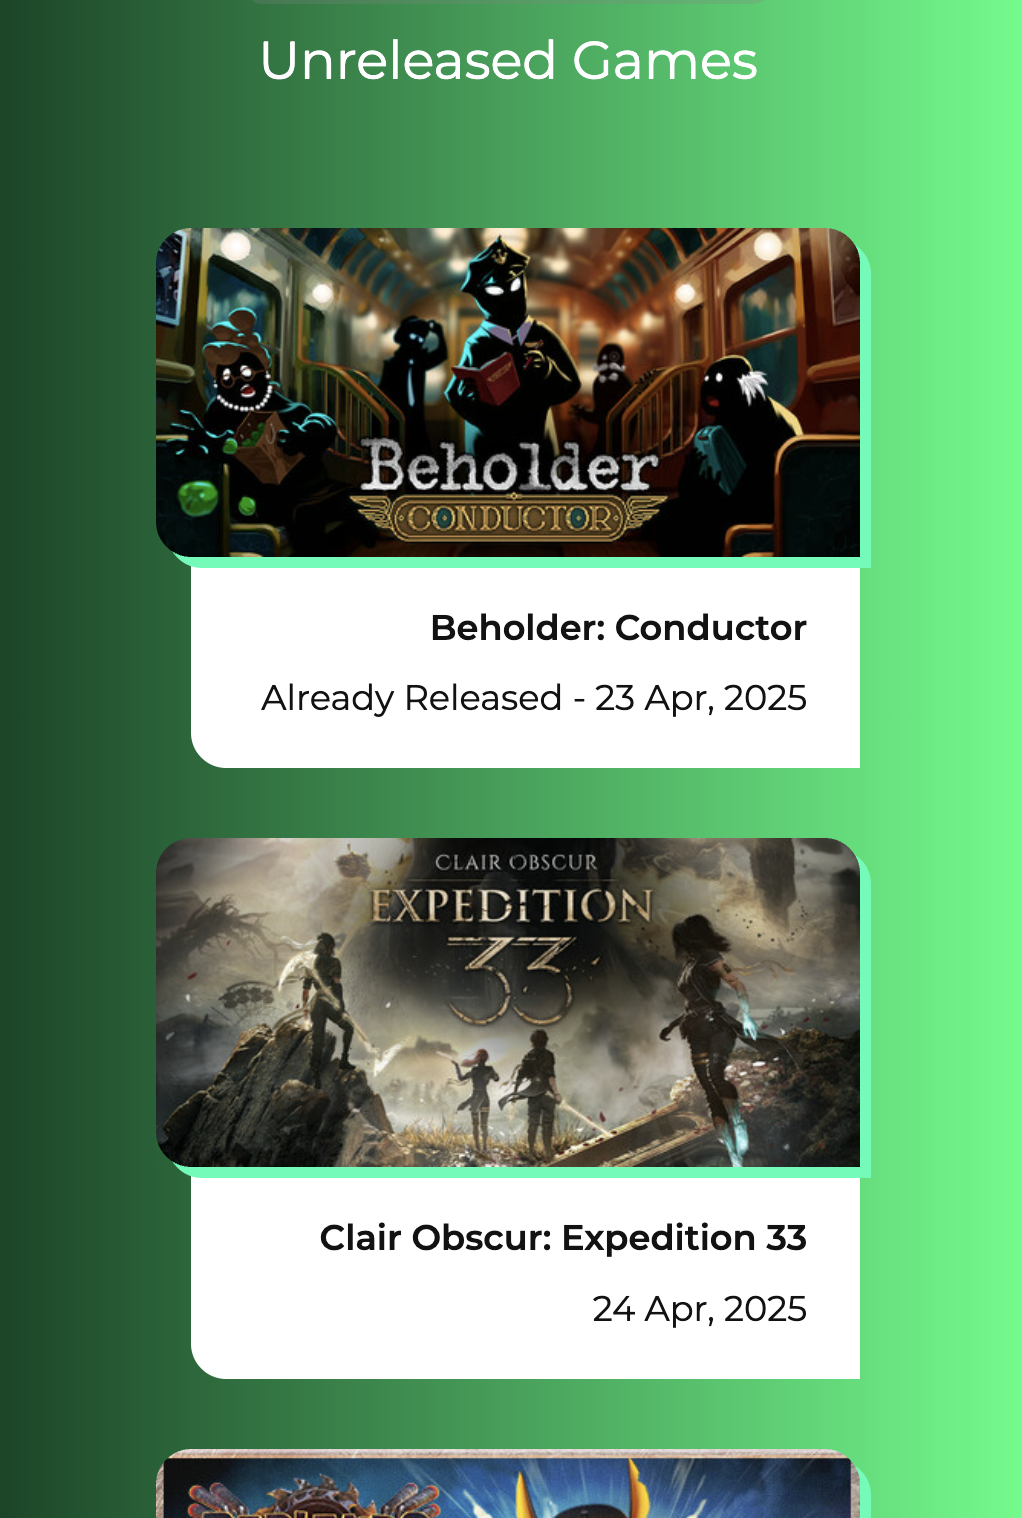 Unreleased Games
Beholder
CONDUCTOR
Beholder: Conductor
Already Released - 23 Apr, 2025
CLAIR OBSCUR
EXPEDITION
33
Clair Obscur: Expedition 33
24 Apr, 2025